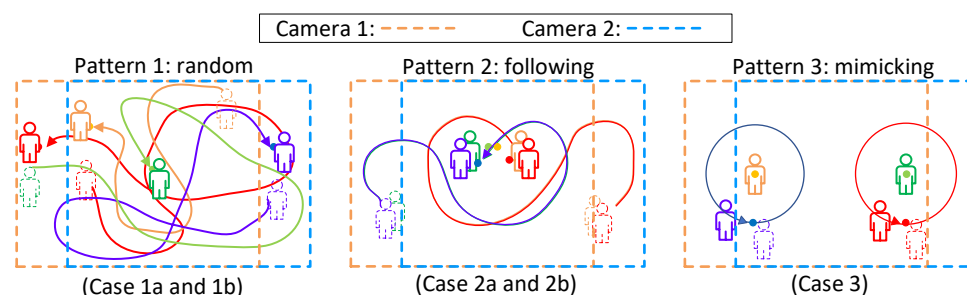 Camera 1:
Camera 2:
Pattern 1: random
Pattern 2: following
Pattern 3: mimicking
(Case 1a and 1b)
(Case 2a and 2b)
(Case 3)